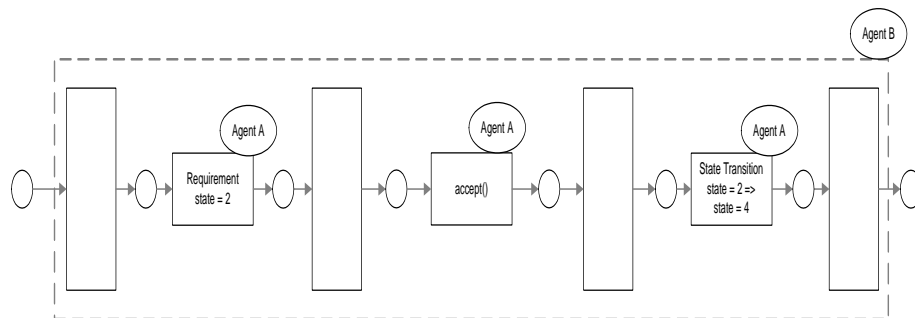 Agent B
Agent A
Requirement
state = 2
Agent A
accept()
Agent A
State Transition
state = 2 =>
state = 4